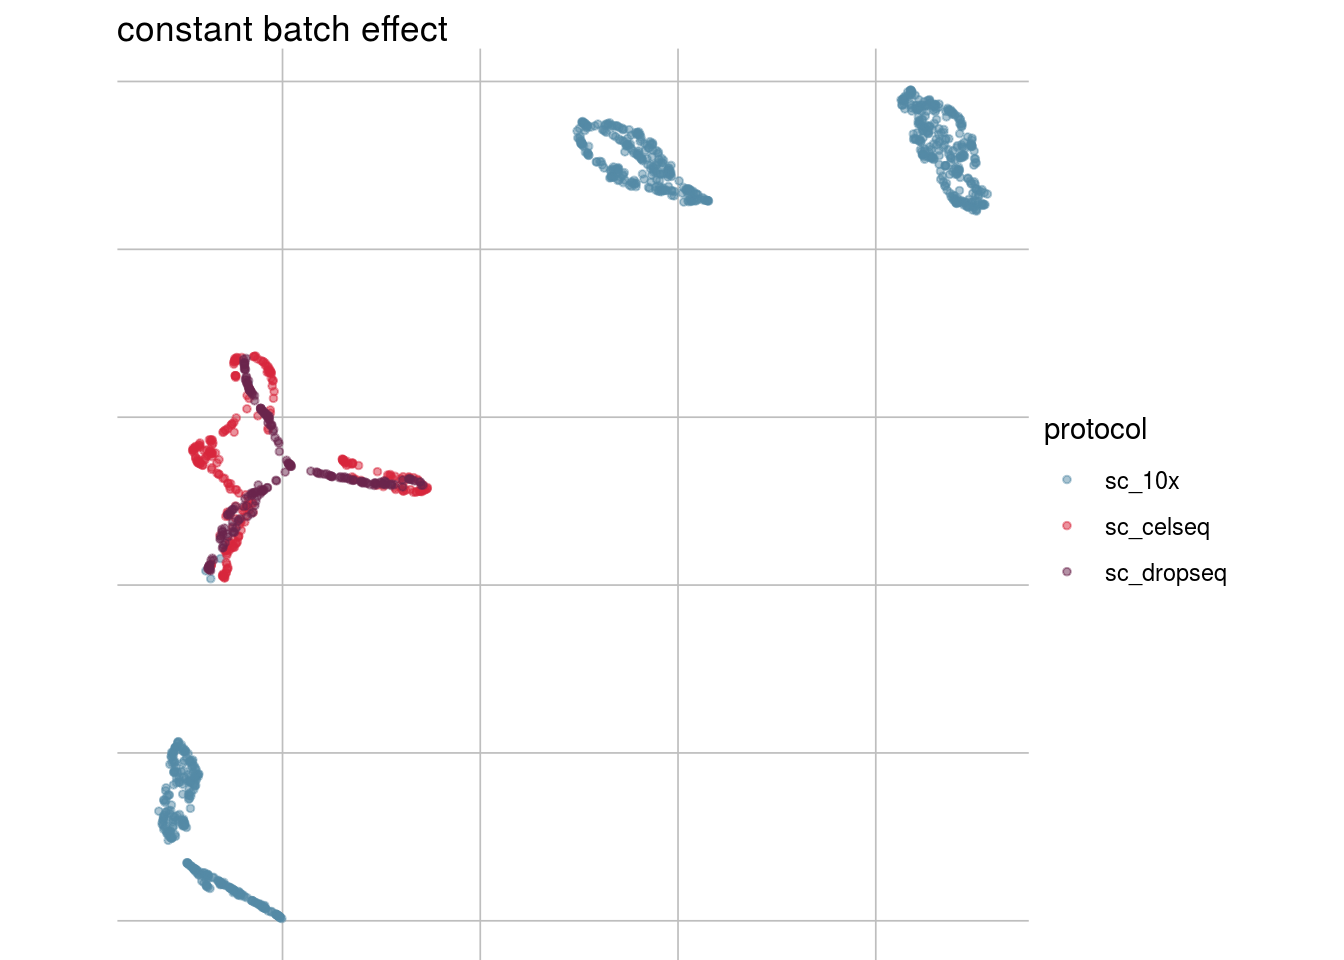 constant batch effect
protocol
sc_10x
sc_celseq
sc_dropseq